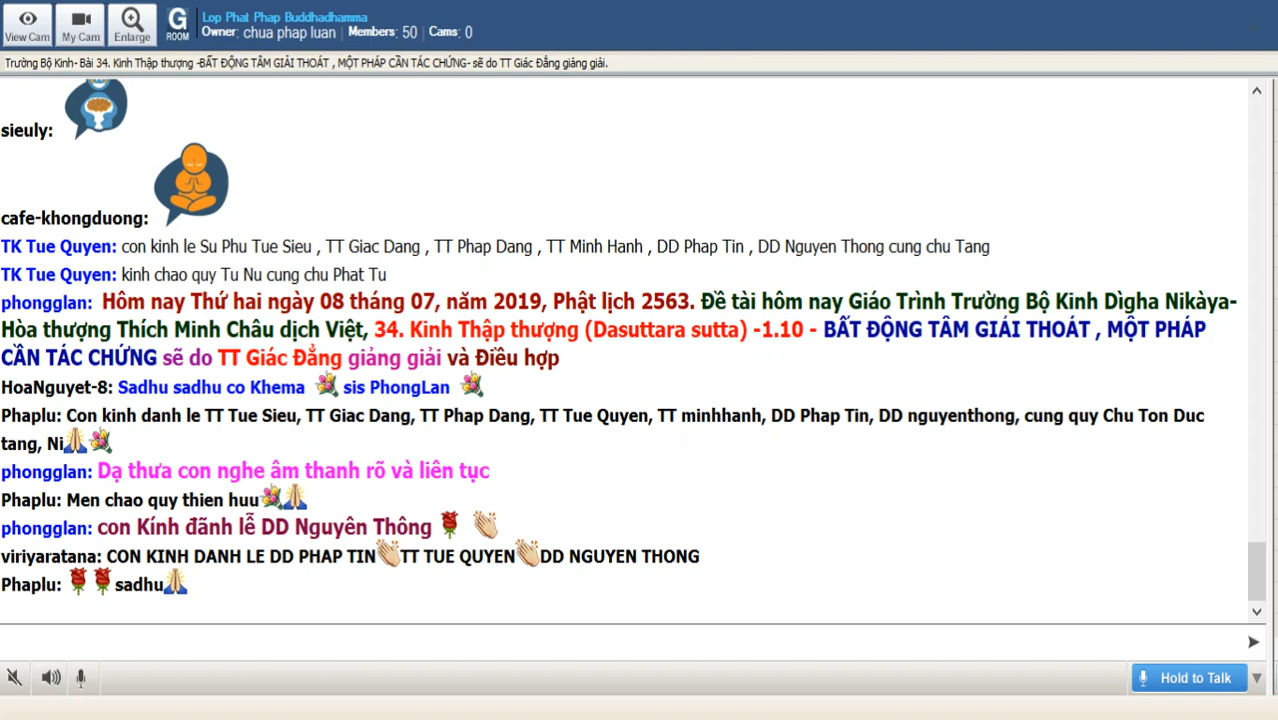 View Cam
My Cam
Enlarge
G
ROOM
Lop Phat Phap Buddhadhamma
Owner: chua phap luan | Members: 50 | Cams: 0
Trường Bộ Kinh- Bài 34. Kinh Thập thượng -BẤT ĐỘNG TÂM GIẢI THOÁT , MỘT PHÁP CẦN TÁC CHỨNG- sẽ do TT Giác Đẳng giảng giải.
sieuly:
cafe-khongduong:
TK Tue Quyen: con kinh le Su Phu Tue Sieu , TT Giac Dang , TT Phap Dang , TT Minh Hanh , DD Phap Tin , DD Nguyen Thong cung chu Tang
TK Tue Quyen: kinh chao quy Tu Nu cung chu Phat Tu
phongglan: Hôm nay Thứ hai ngày 08 tháng 07, năm 2019, Phật lịch 2563. Đề tài hôm nay Giáo Trình Trường Bộ Kinh Dìgha Nikàya-
Hòa thượng Thích Minh Châu dịch Việt, 34. Kinh Thập thượng (Dasuttara sutta) -1.10 - BẤT ĐỘNG TÂM GIẢI THOÁT , MỘT PHÁP
CẦN TÁC CHỨNG sẽ do TT Giác Đẳng giảng giải và Điều hợp
HoaNguyet-8: Sadhu sadhu co Khema sis PhongLan
Phaplu: Con kinh danh le TT Tue Sieu, TT Giac Dang, TT Phap Dang, TT Tue Quyen, TT minhhanh, DD Phap Tin, DD nguyenthong, cung quy Chu Ton Duc
tang, Ni
phongglan: Dạ thưa con nghe âm thanh rõ và liên tục
Phaplu: Men chao quy thien huu
phongglan: con Kính đãnh lễ DD Nguyên Thông
viriyaratana: CON KINH DANH LE DD PHAP TIN TT TUE QUYEN DD NGUYEN THONG
Phaplu: sadhu
Hold to Talk